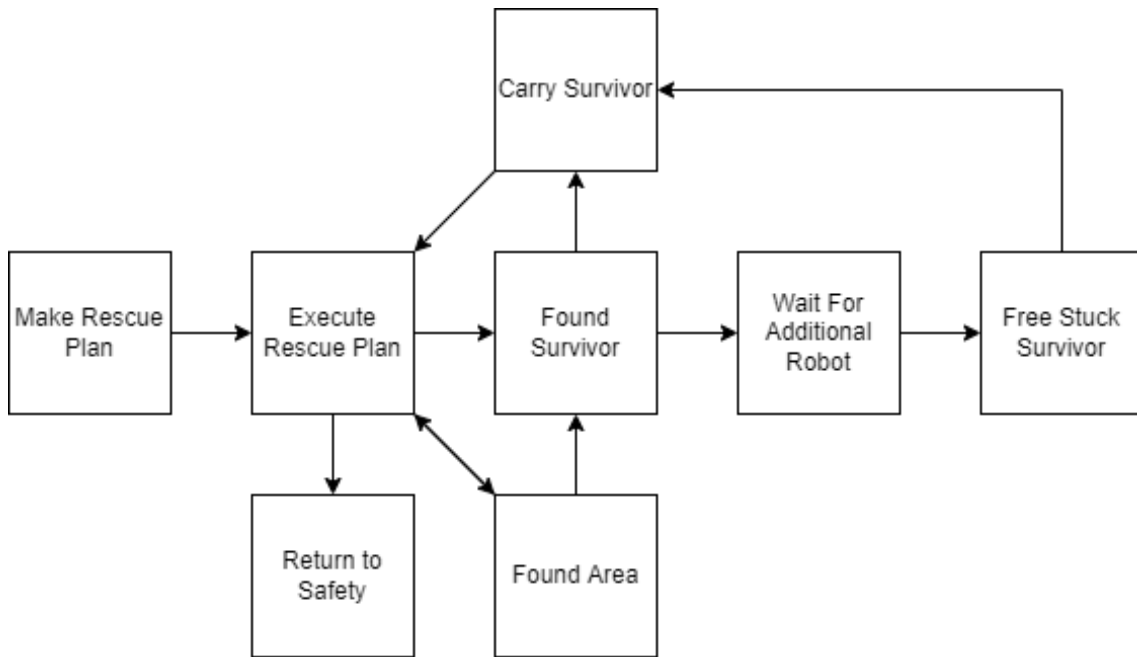 Carry Survivor
Make Rescue
Plan
Execute
Rescue Plan
Found
Survivor
Wait For
Additional
Robot
Free Stuck
Survivor
Return to
Safety
Found Area